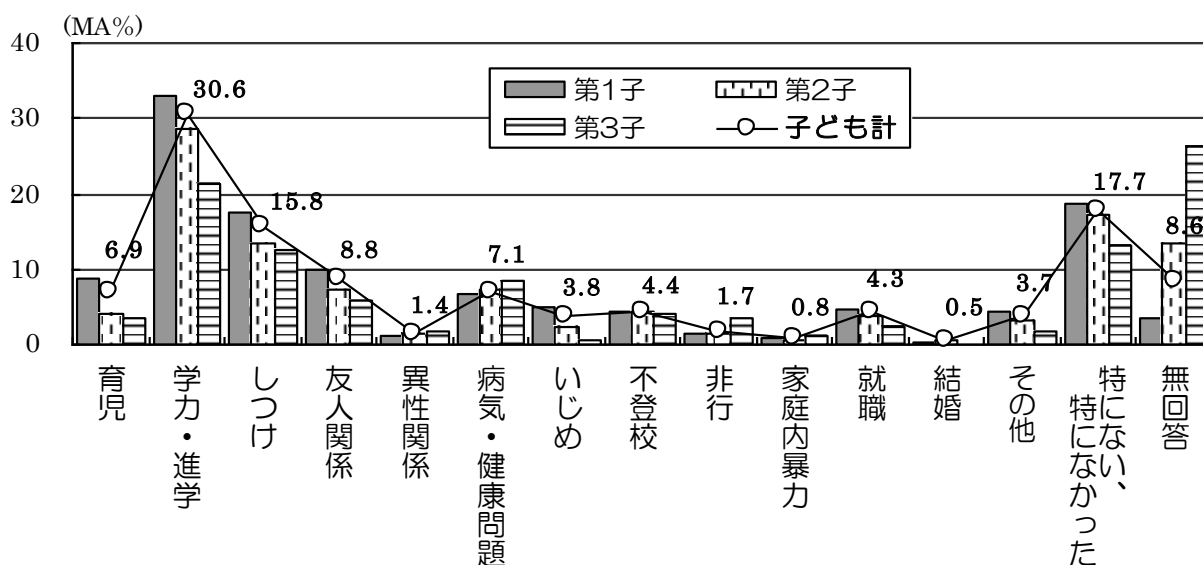 (MA%)
40
30
20
10
0
第1子
第2子
第3子
子ども計
6.9
30.6
15.8
8.8
1.4
7.1
3.8
4.4
1.7
0.8
4.3
0.5
3.7
17.7
8.6
育児
学力・進学
しつけ
友人関係
異性関係
病気・健康問題
いじめ
不登校
非行
家庭内暴力
就職
結婚
その他
特にない、
特になかった
無回答